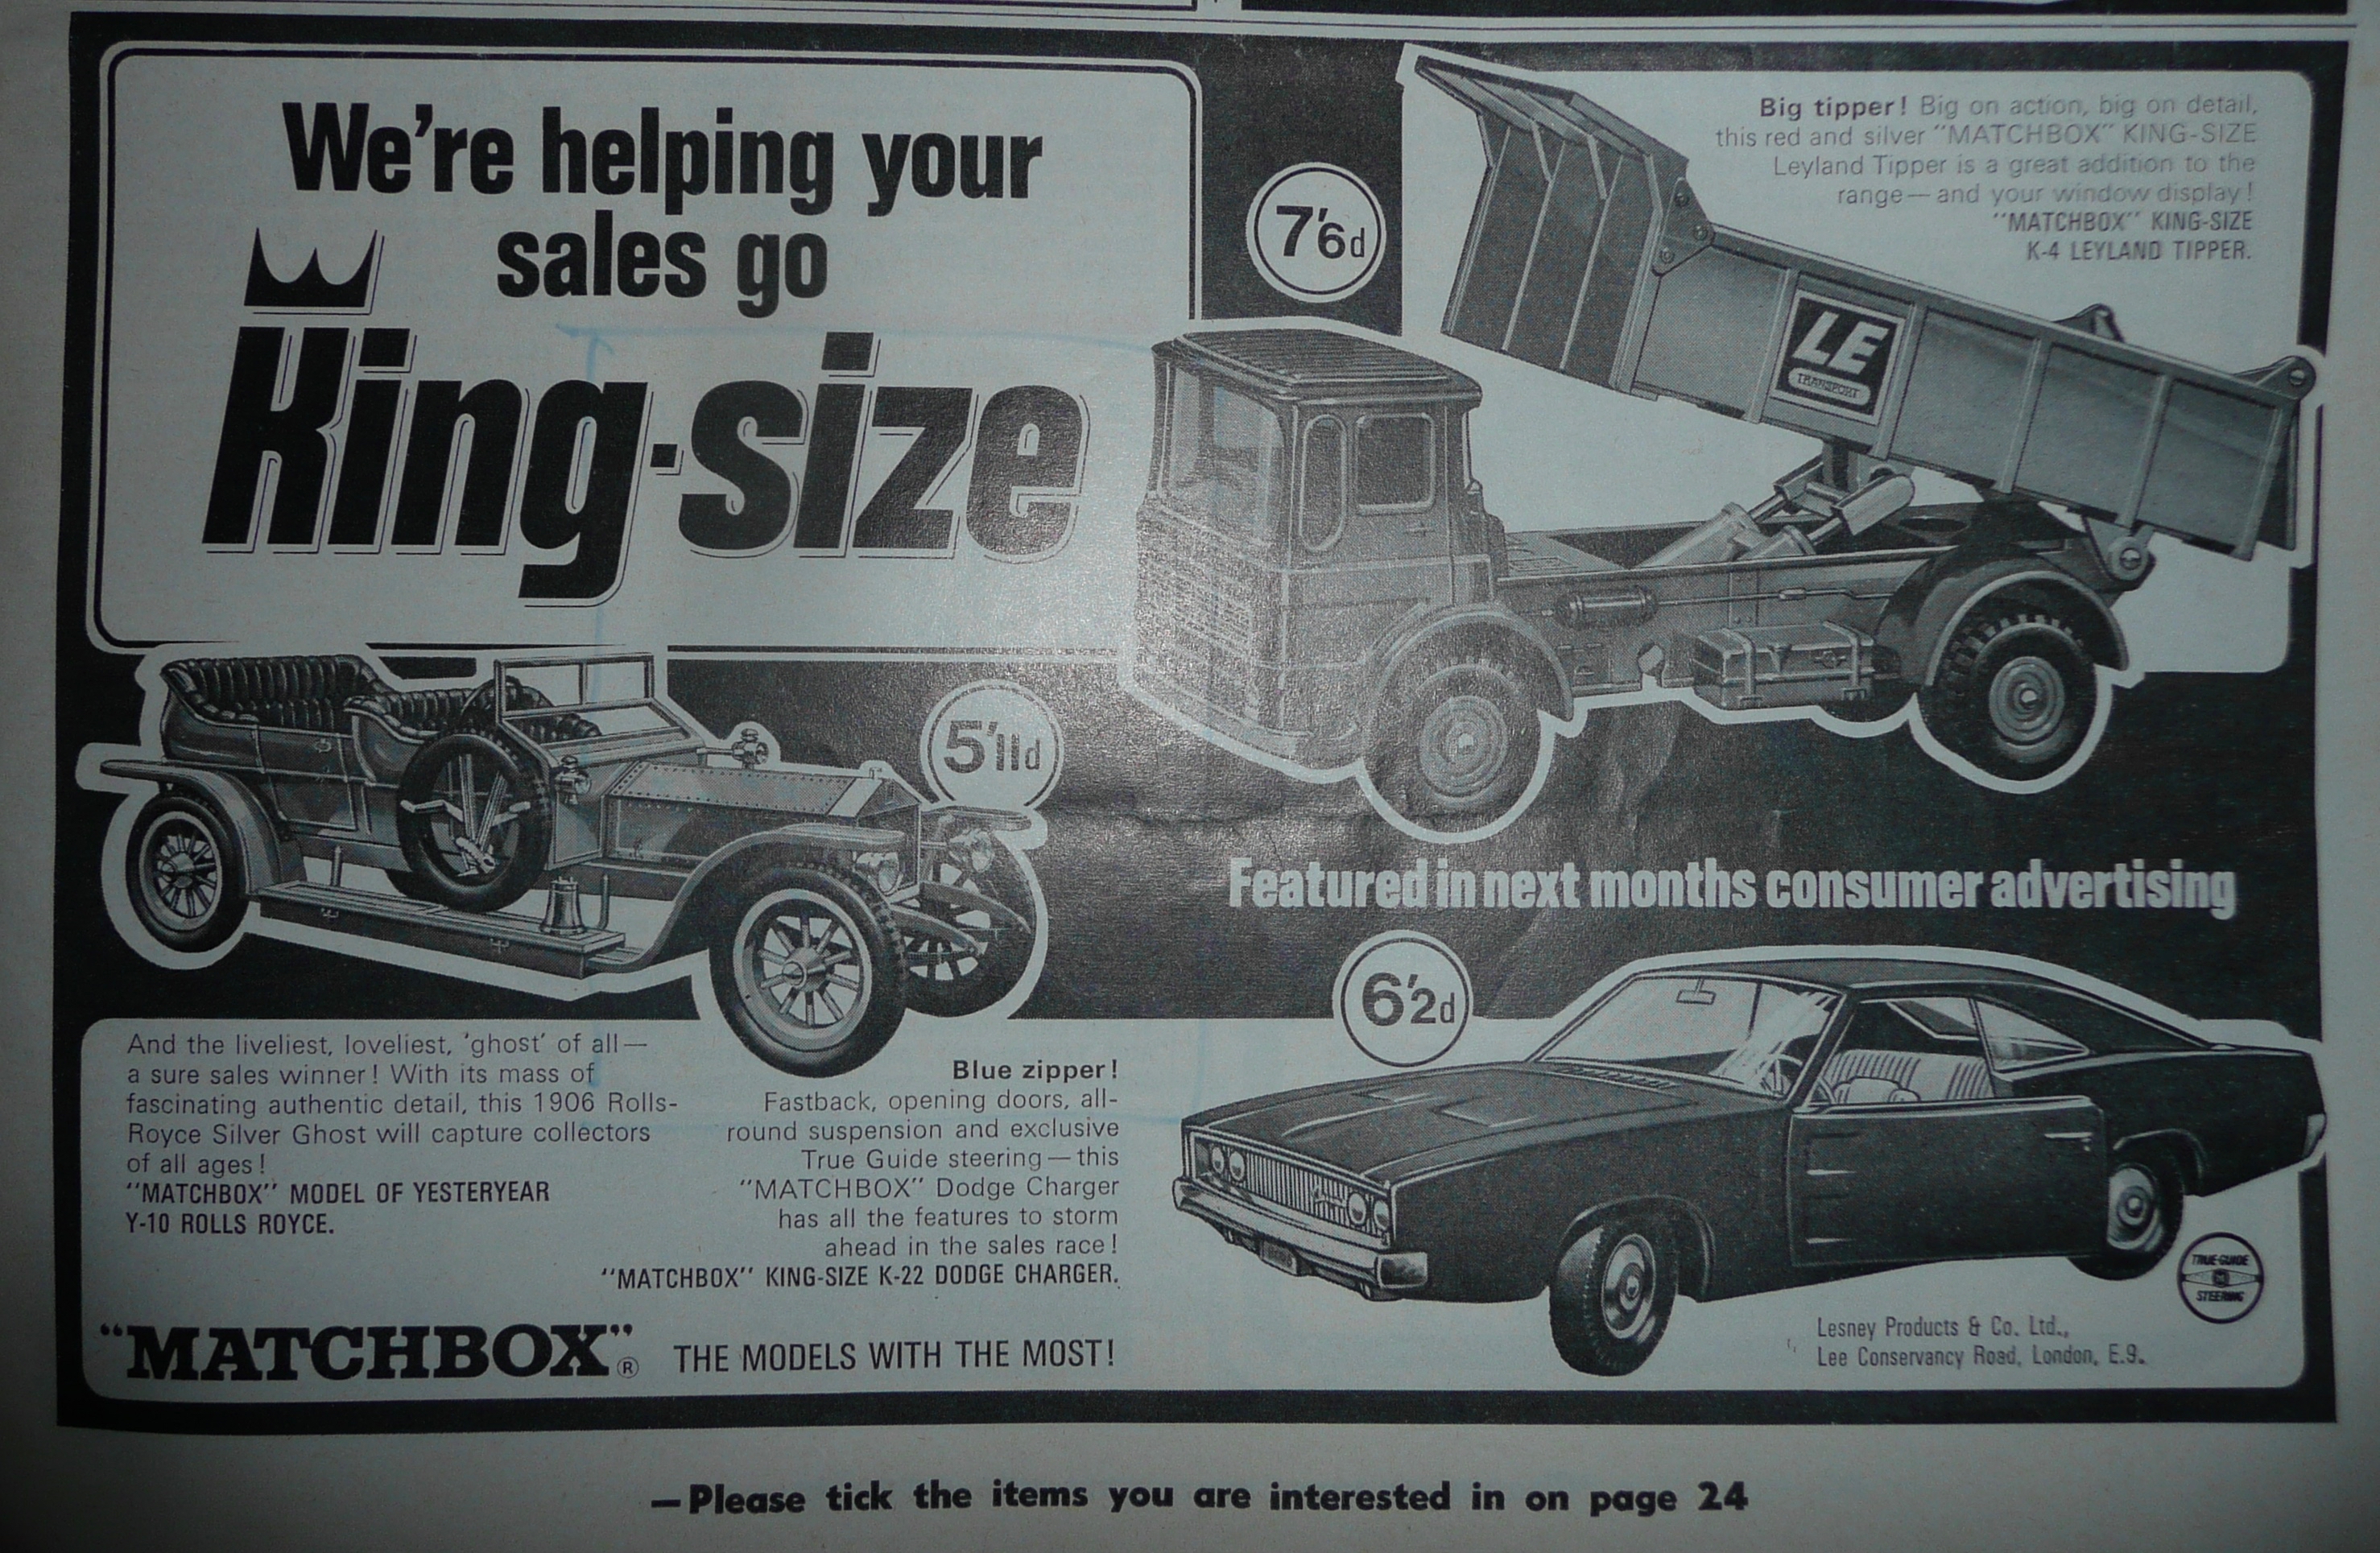 We're helping your
sales go
King-size
7'6d
Big tipper! Big on action, big on detail,
this red and silver "MATCHBOX" KING-SIZE
Leyland Tipper is a great addition to the
range—and your window display!
"MATCHBOX" KING-SIZE
K-4 LEYLAND TIPPER.
LE
TRANSPORT
5'11d
Featured in next months consumer advertising
6'2d
And the liveliest, loveliest, 'ghost' of all—
a sure sales winner! With its mass of
fascinating authentic detail, this 1906 Rolls-
Royce Silver Ghost will capture collectors
of all ages!
"MATCHBOX" MODEL OF YESTERYEAR
Y-10 ROLLS ROYCE.
Blue zipper!
Fastback, opening doors, all-
round suspension and exclusive
True Guide steering—this
"MATCHBOX" Dodge Charger
has all the features to storm
ahead in the sales race!
"MATCHBOX" KING-SIZE K-22 DODGE CHARGER.
TRUE-GUIDE
STEERING
"MATCHBOX"® THE MODELS WITH THE MOST!
Lesney Products & Co. Ltd.,
Lee Conservancy Road, London, E.9.
—Please tick the items you are interested in on page 24